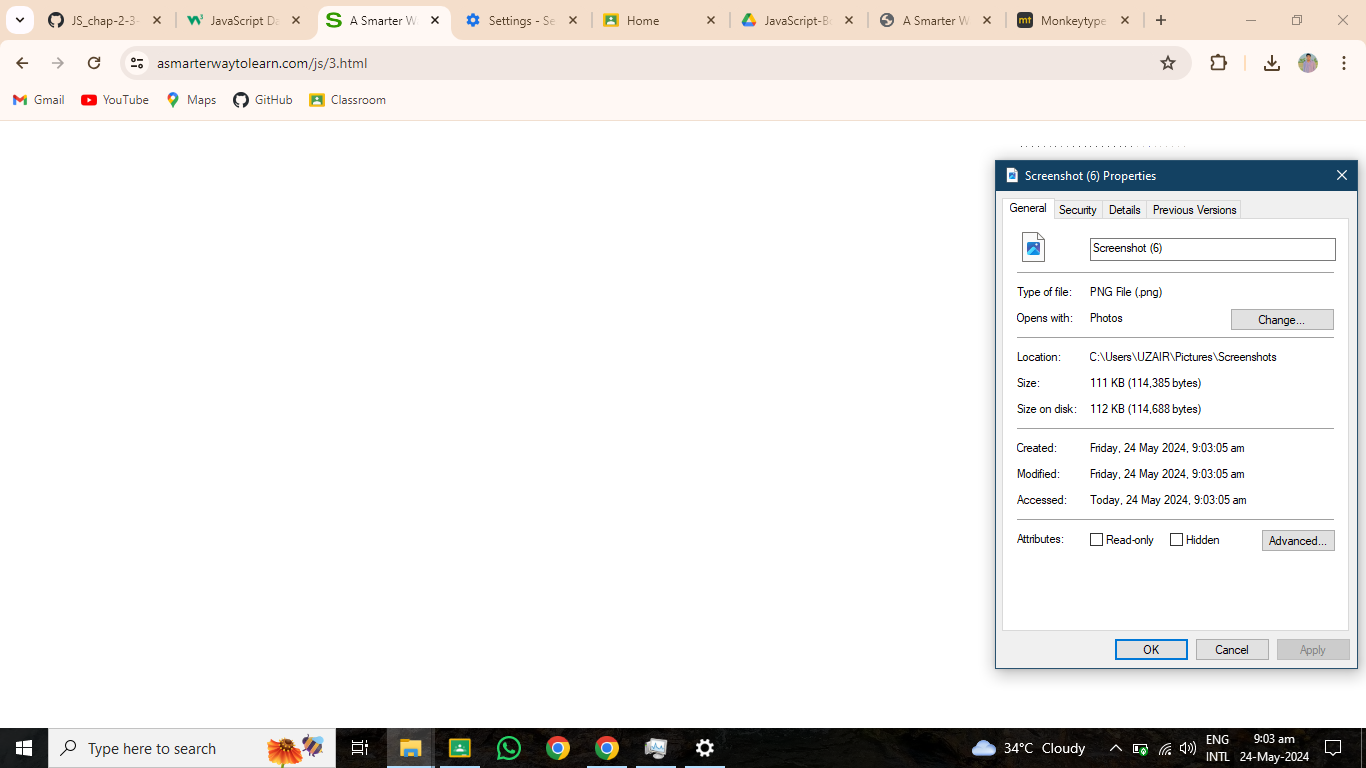 JS_chap-2-3-
JavaScript Da
A Smarter W
Settings - Se
Home
JavaScript-Bo
A Smarter W
mt Monkeytype
asmarterwaytolearn.com/js/3.html
Gmail YouTube Maps GitHub Classroom
Screenshot (6) Properties
General Security Details Previous Versions
Screenshot (6)
Type of file: PNG File (.png)
Opens with: Photos Change...
Location: C:\Users\UZAIR\Pictures\Screenshots
Size: 111 KB (114,385 bytes)
Size on disk: 112 KB (114,688 bytes)
Created: Friday, 24 May 2024, 9:03:05 am
Modified: Friday, 24 May 2024, 9:03:05 am
Accessed: Today, 24 May 2024, 9:03:05 am
Attributes: Read-only Hidden Advanced...
OK Cancel Apply
Type here to search
34°C Cloudy
ENG
INTL
9:03 am
24-May-2024